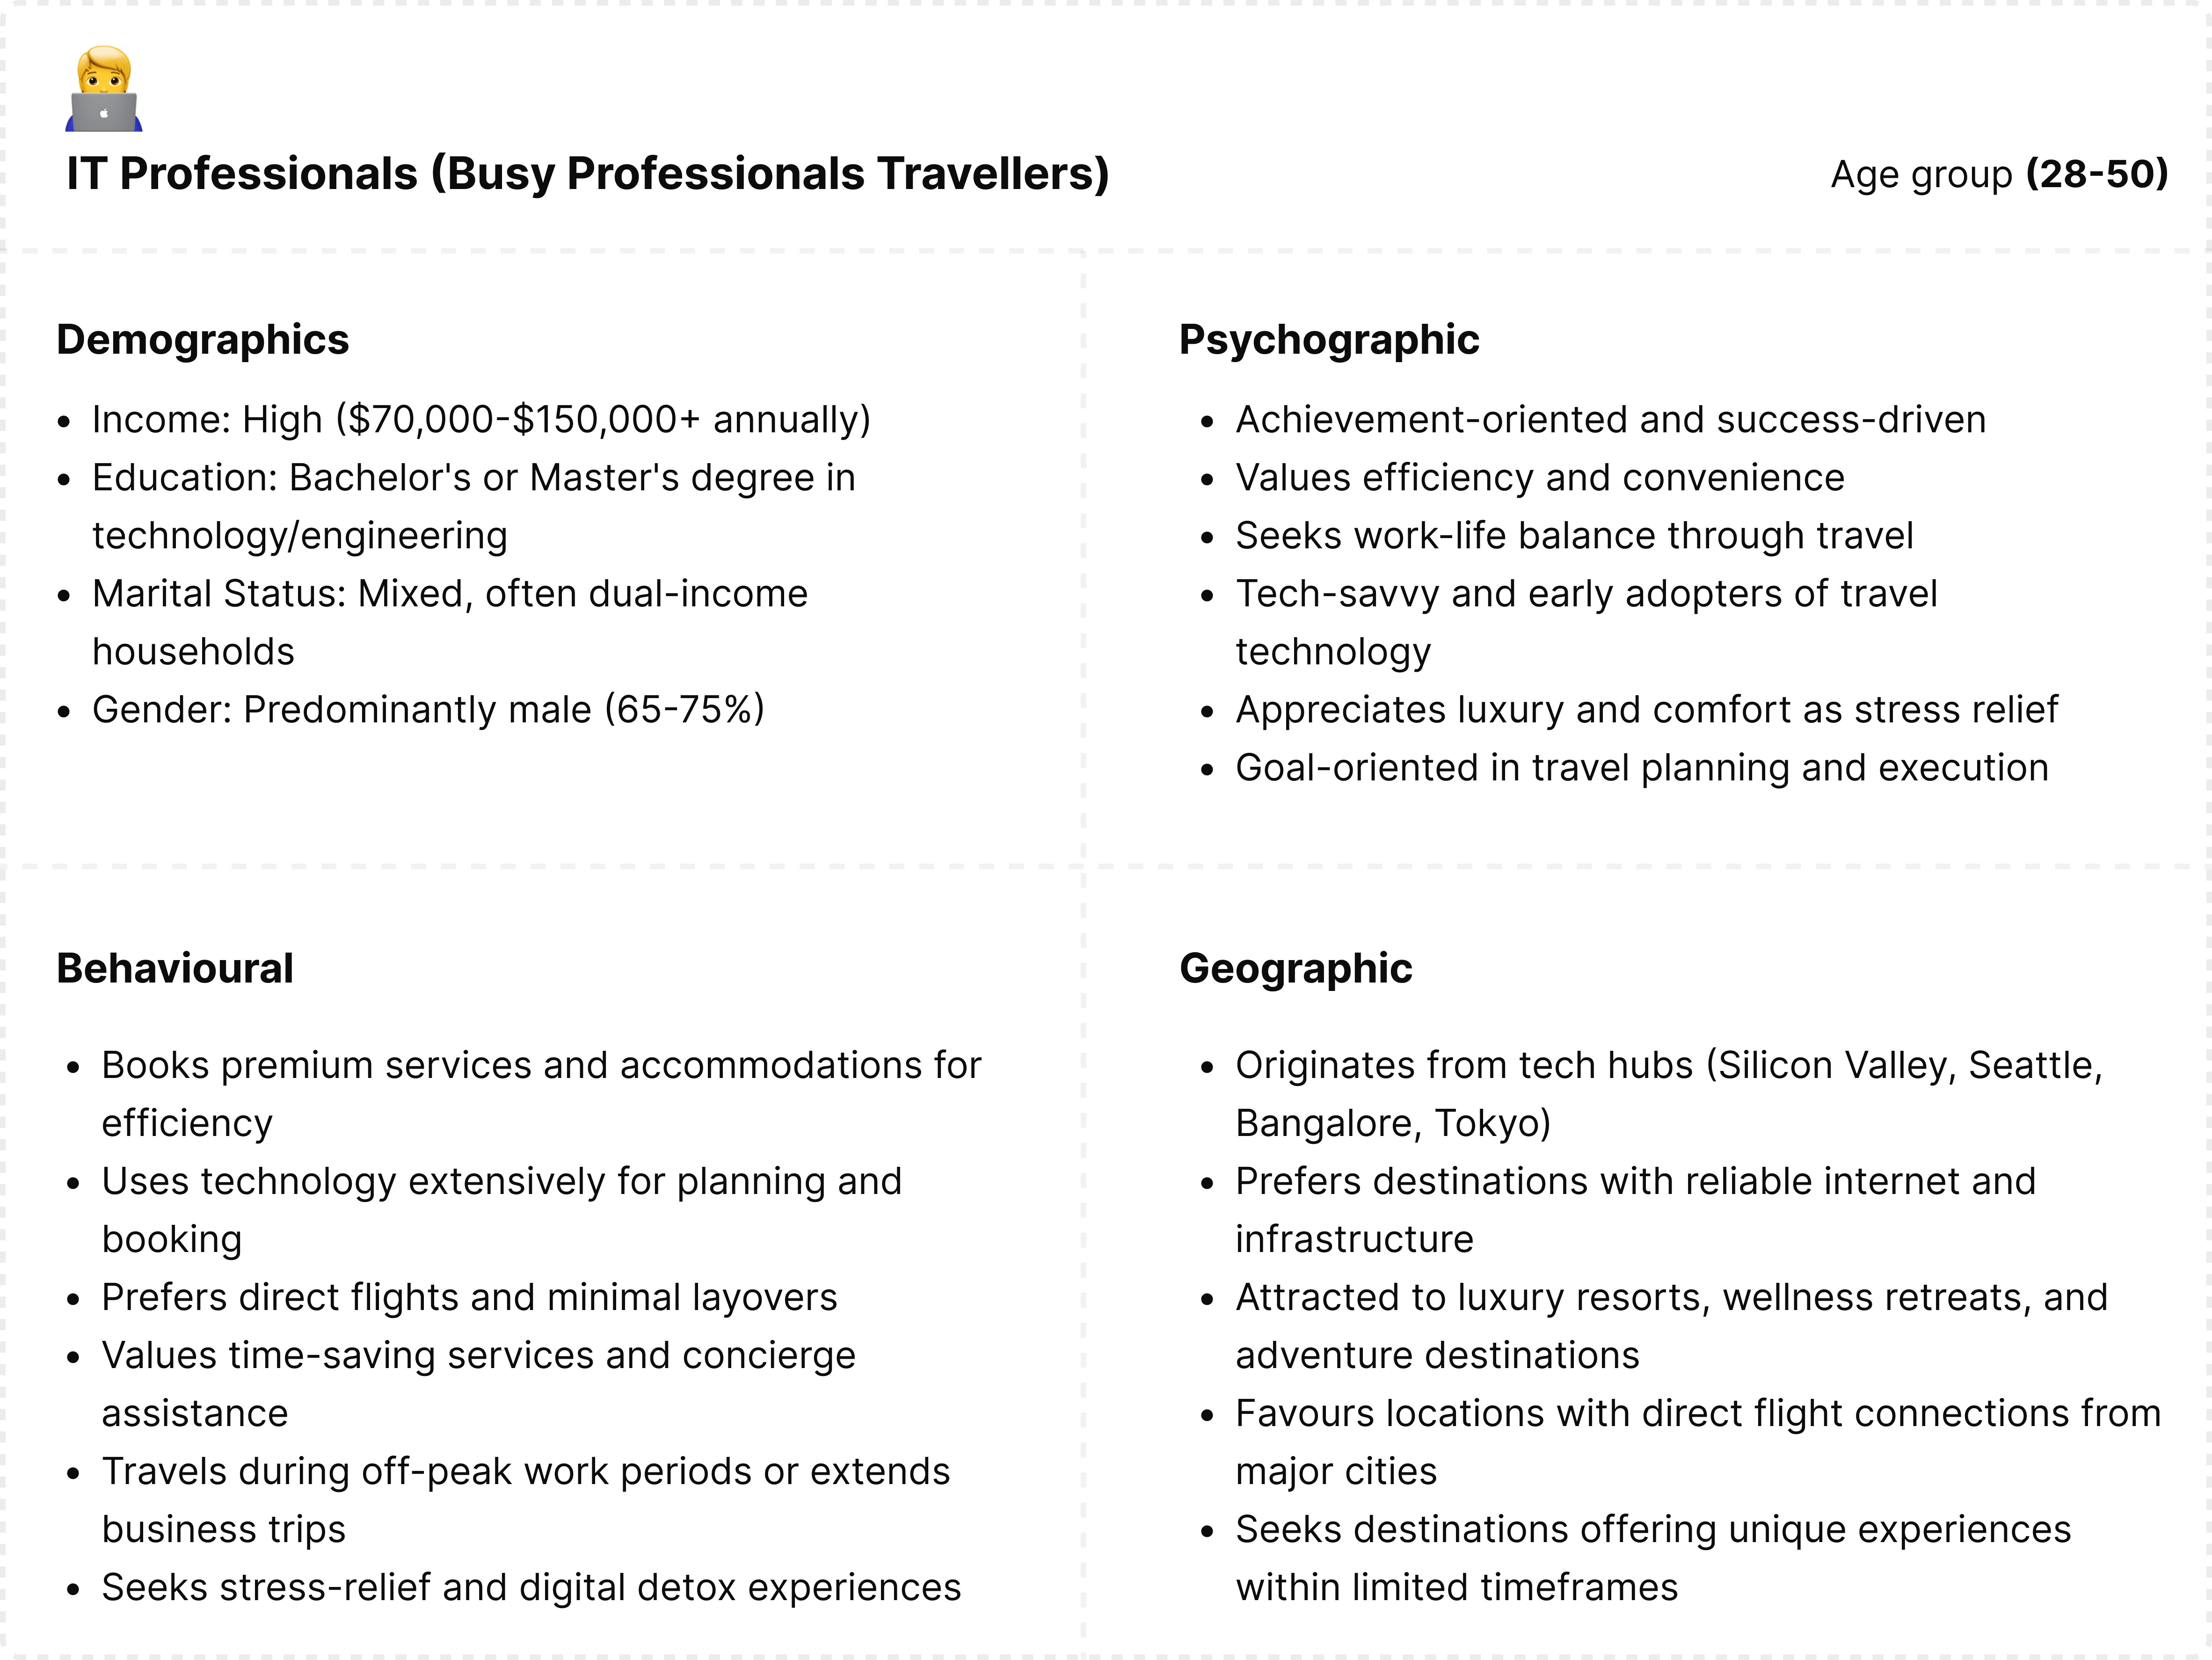 IT Professionals (Busy Professionals Travellers)
Age group (28-50)
Demographics
• Income: High ($70,000-$150,000+ annually)
• Education: Bachelor's or Master's degree in
technology/engineering
• Marital Status: Mixed, often dual-income
households
• Gender: Predominantly male (65-75%)
Psychographic
• Achievement-oriented and success-driven
• Values efficiency and convenience
• Seeks work-life balance through travel
• Tech-savvy and early adopters of travel
technology
• Appreciates luxury and comfort as stress relief
• Goal-oriented in travel planning and execution
Behavioural
• Books premium services and accommodations for
efficiency
• Uses technology extensively for planning and
booking
• Prefers direct flights and minimal layovers
• Values time-saving services and concierge
assistance
• Travels during off-peak work periods or extends
business trips
• Seeks stress-relief and digital detox experiences
Geographic
• Originates from tech hubs (Silicon Valley, Seattle,
Bangalore, Tokyo)
• Prefers destinations with reliable internet and
infrastructure
• Attracted to luxury resorts, wellness retreats, and
adventure destinations
• Favours locations with direct flight connections from
major cities
• Seeks destinations offering unique experiences
within limited timeframes